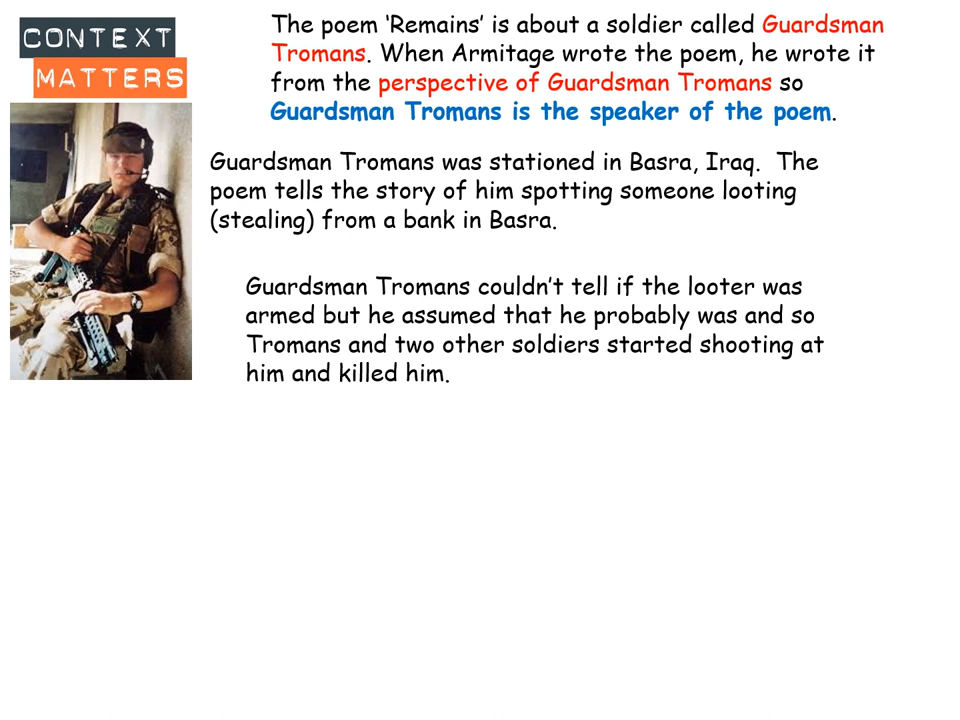 CONTEXT
MATTERS
The poem ‘Remains’ is about a soldier called Guardsman
Tromans. When Armitage wrote the poem, he wrote it
from the perspective of Guardsman Tromans so
Guardsman Tromans is the speaker of the poem.
Guardsman Tromans was stationed in Basra, Iraq.  The
poem tells the story of him spotting someone looting
(stealing) from a bank in Basra.
Guardsman Tromans couldn’t tell if the looter was
armed but he assumed that he probably was and so
Tromans and two other soldiers started shooting at
him and killed him.